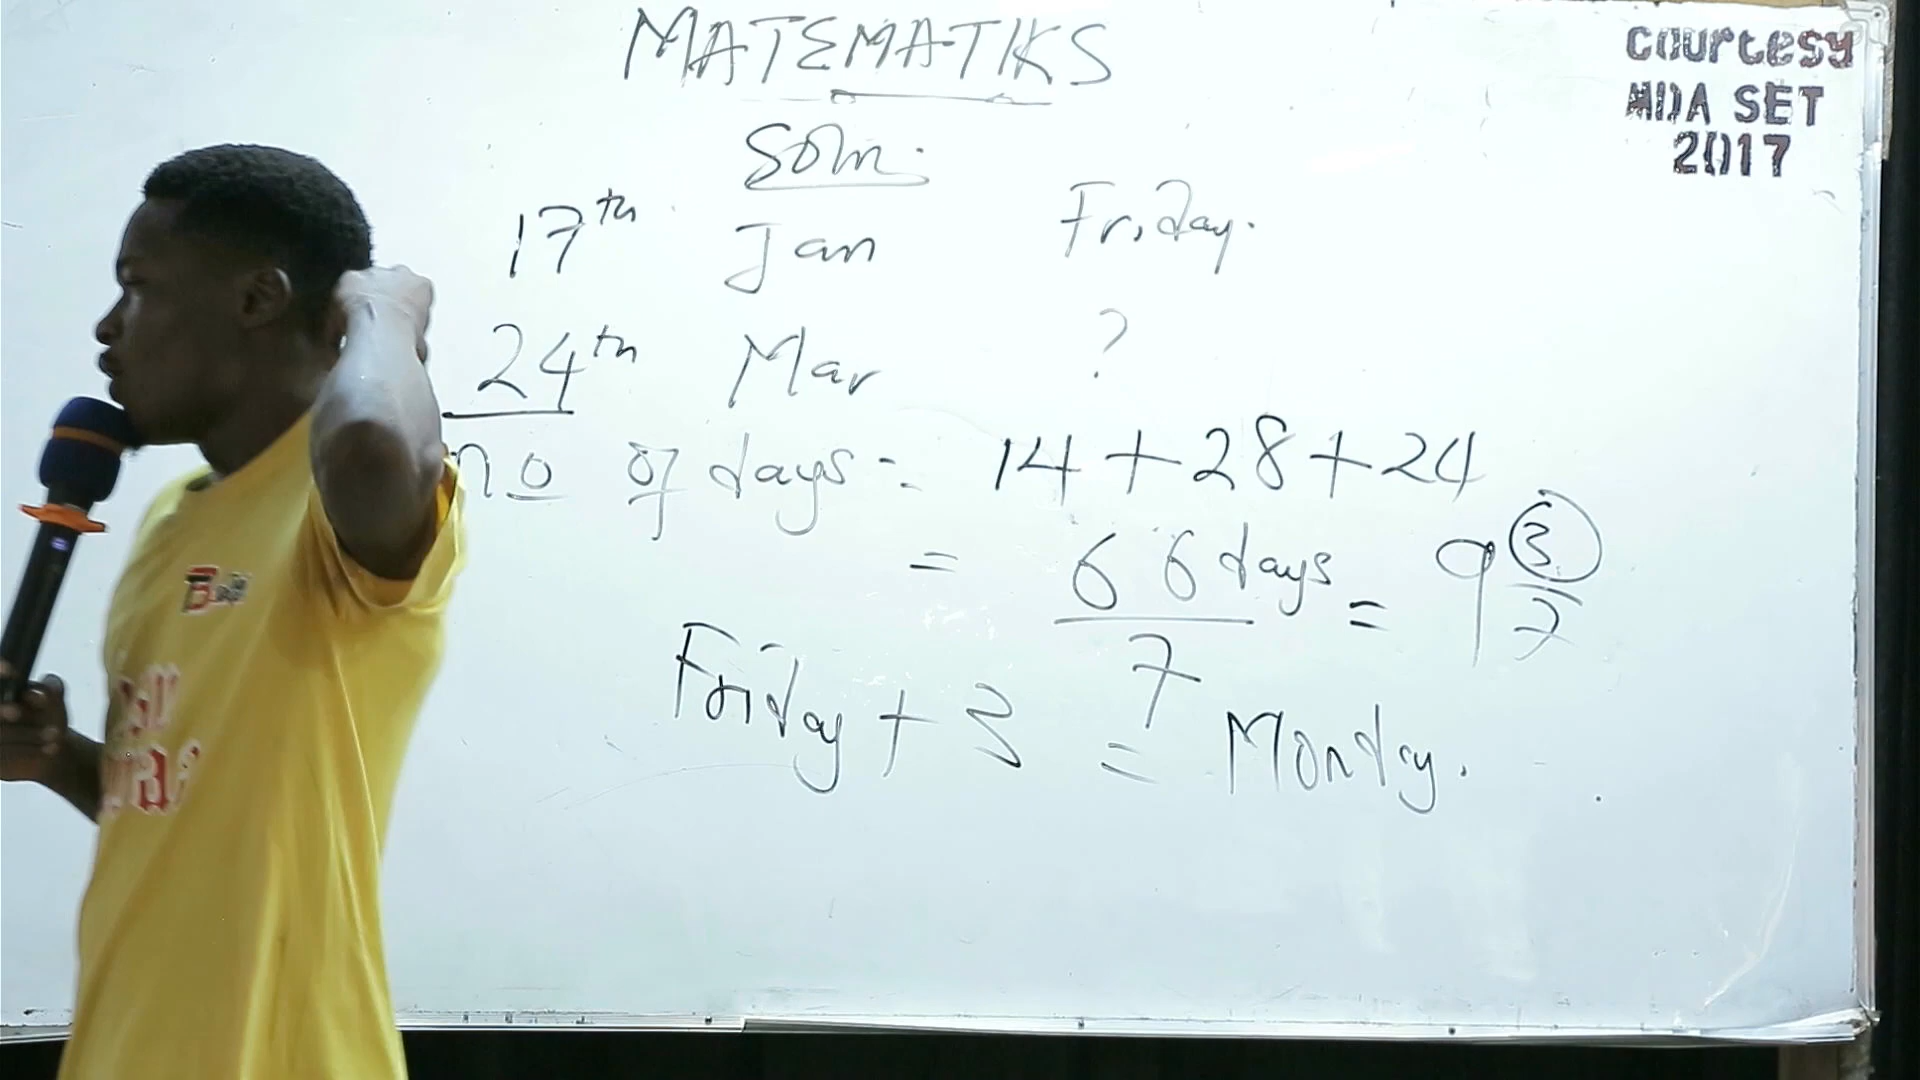 MATEMATIKS
Soln.
17th Jan Friday.
24th Mar ?
no of days = 14 + 28 + 24
= 66 days / 7 = 9 3/7
Friday + 3 = Monday.
COURTESY
MDA SET
2017